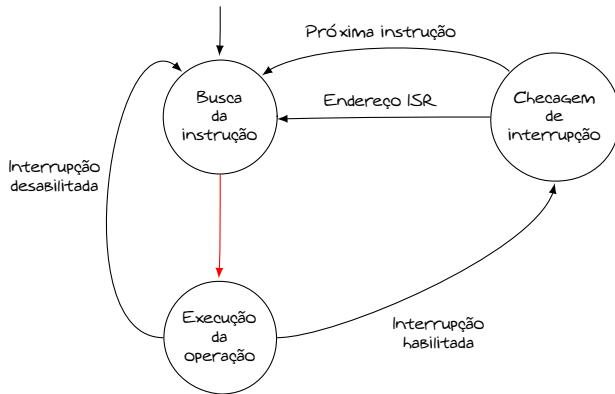 Próxima instrução
Busca
da
instrução
Endereço ISR
Checagem
de
interrupção
Interrupção
desabilitada
Execução
da
operação
Interrupção
habilitada